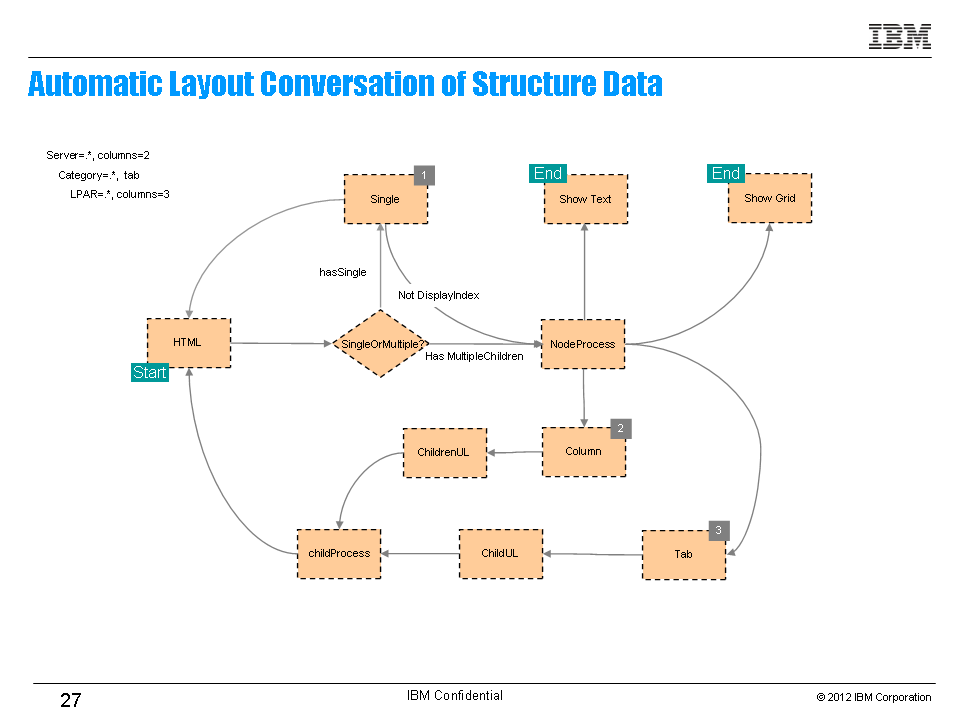 IBM
Automatic Layout Conversation of Structure Data
Server=.*, columns=2
Category=.*, tab
LPAR=.*, columns=3
1
Single
End
Show Text
End
Show Grid
hasSingle
Not DisplayIndex
HTML
Start
SingleOrMultiple?
Has MultipleChildren
NodeProcess
2
ChildrenUL
Column
3
childProcess
ChildUL
Tab
27
IBM Confidential
© 2012 IBM Corporation